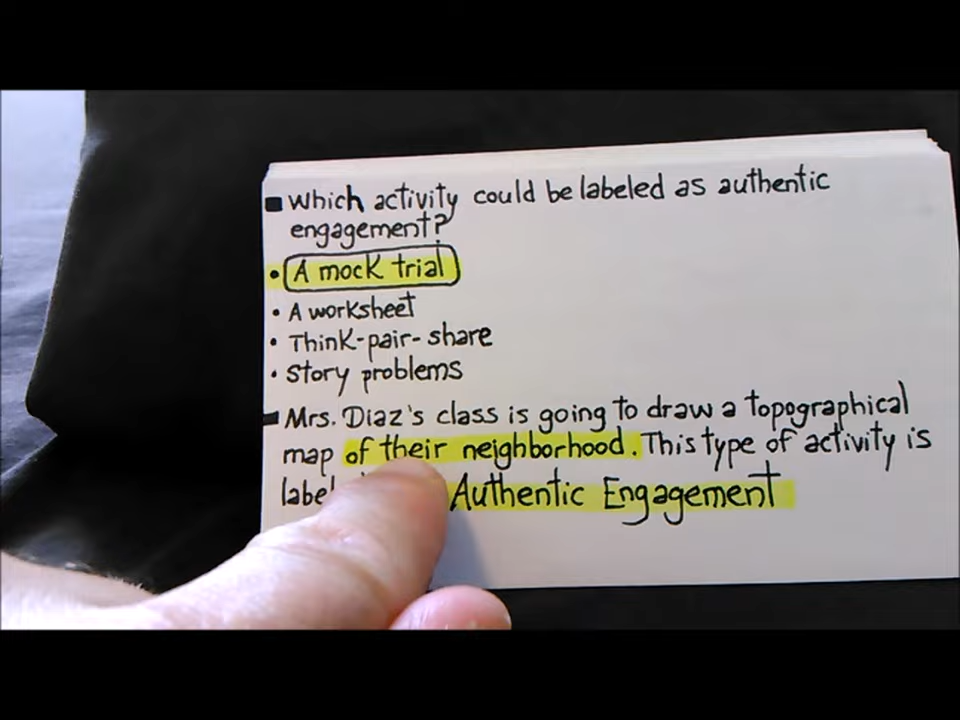 ■ Which activity could be labeled as authentic
engagement?
• A mock trial
• A worksheet
• Think-pair-share
• Story problems
■ Mrs. Diaz's class is going to draw a topographical
map of their neighborhood. This type of activity is
Authentic Engagement